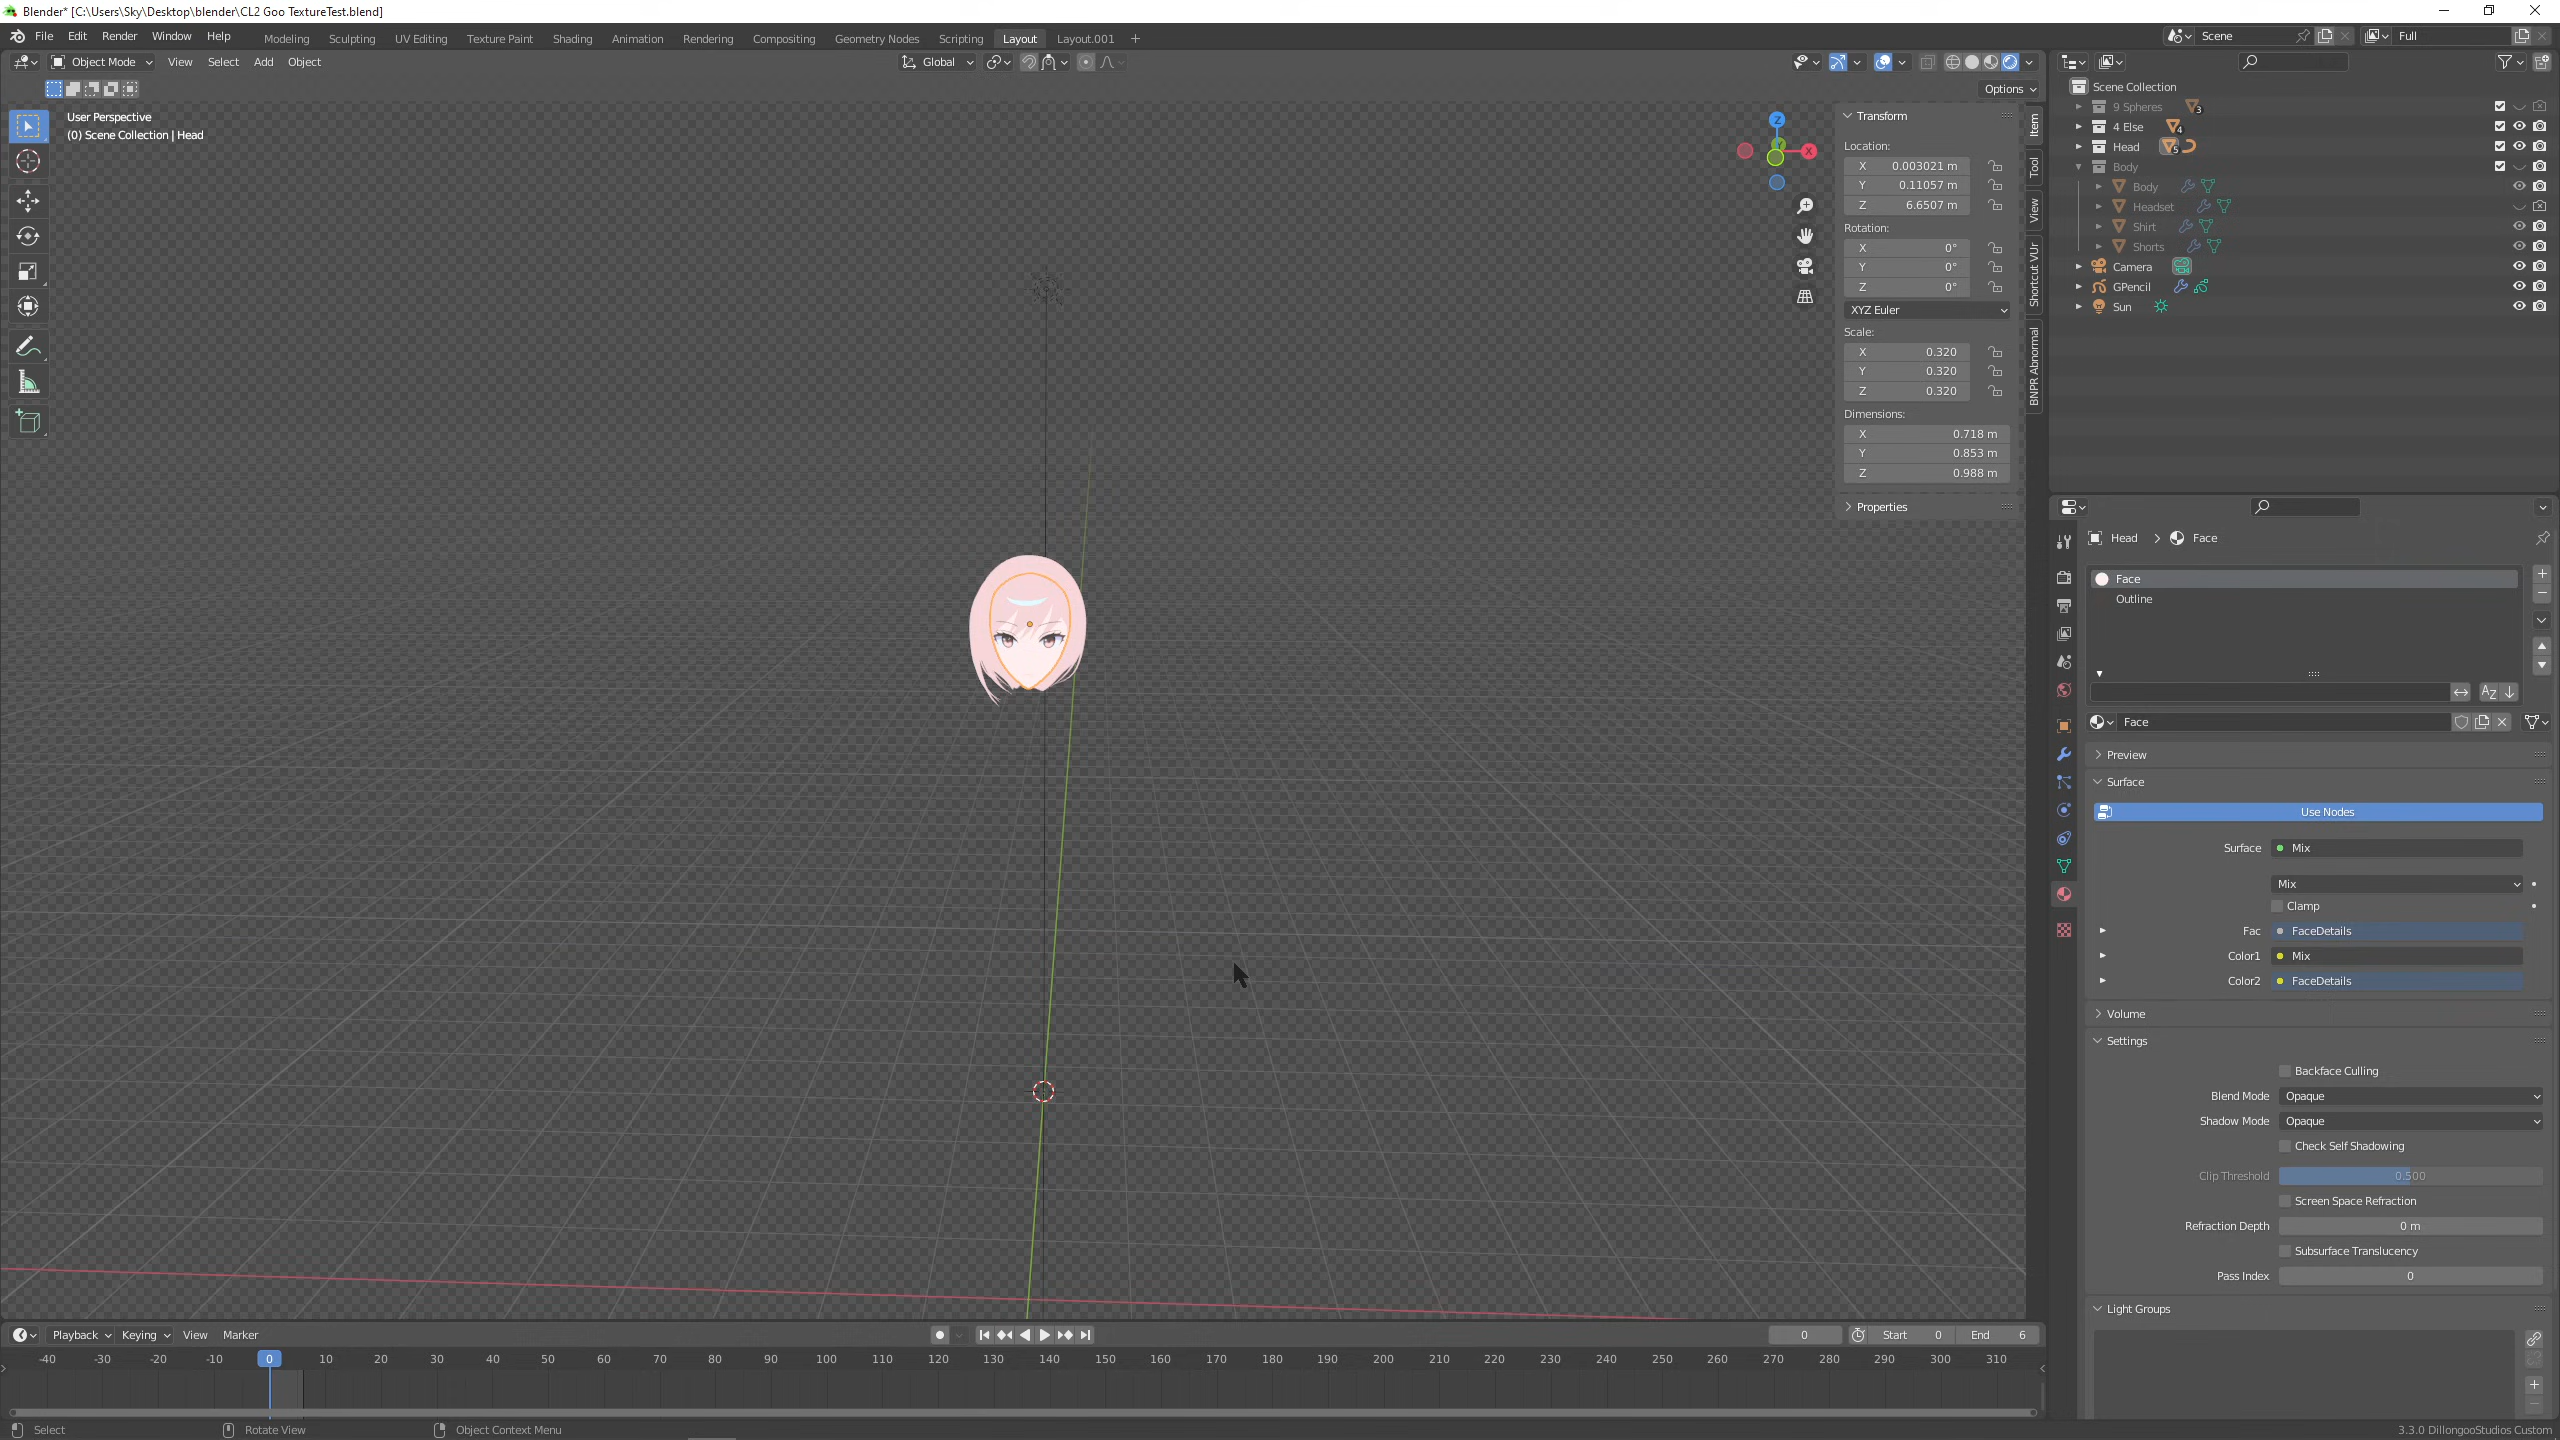 Blender* [C:\Users\Sky\Desktop\blender\CL2 Goo TextureTest.blend]
File Edit Render Window Help
Modeling Sculpting UV Editing Texture Paint Shading Animation Rendering Compositing Geometry Nodes Scripting Layout Layout.001 +
Scene
Full
Object Mode View Select Add Object
Global
Options
User Perspective
(0) Scene Collection | Head
Z
X
Transform
Location:
X 0.003021 m
Y 0.11057 m
Z 6.6507 m
Rotation:
X 0°
Y 0°
Z 0°
XYZ Euler
Scale:
X 0.320
Y 0.320
Z 0.320
Dimensions:
X 0.718 m
Y 0.853 m
Z 0.988 m
Properties
Item
Tool
View
Shortcut VUr
BNPR Abnormal
Scene Collection
9 Spheres 3
4 Else 4
Head 5
Body
Body
Headset
Shirt
Shorts
Camera
GPencil
Sun
Head > Face
Face
Outline
Face
Preview
Surface
Use Nodes
Surface Mix
Mix
Clamp
Fac FaceDetails
Color1 Mix
Color2 FaceDetails
Volume
Settings
Backface Culling
Blend Mode Opaque
Shadow Mode Opaque
Check Self Shadowing
Clip Threshold 0.500
Screen Space Refraction
Refraction Depth 0 m
Subsurface Translucency
Pass Index 0
Light Groups
Playback Keying View Marker
0 Start 0 End 6
-40 -30 -20 -10 0 10 20 30 40 50 60 70 80 90 100 110 120 130 140 150 160 170 180 190 200 210 220 230 240 250 260 270 280 290 300 310
Select Rotate View Object Context Menu
3.3.0 DillongooStudios Custom